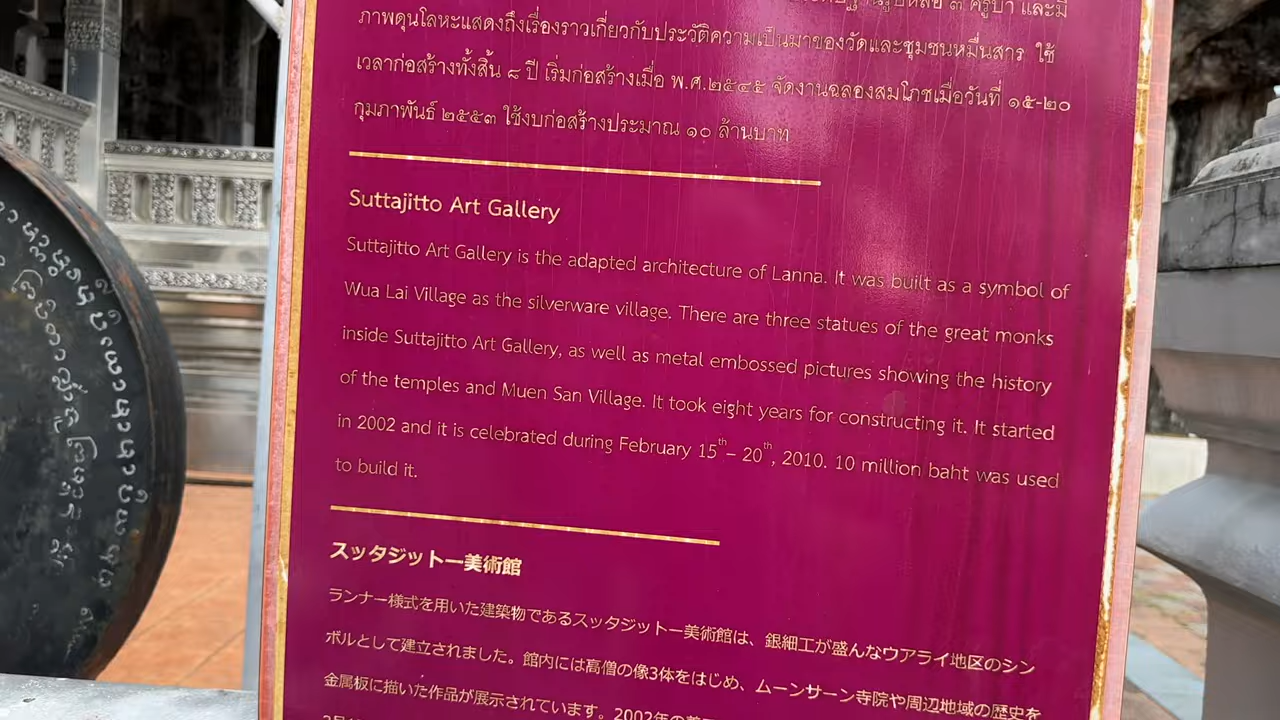 ๓ ครูบา และมี
ภาพดุนโลหะแสดงถึงเรื่องราวเกี่ยวกับประวัติความเป็นมาของวัดและชุมชนหมื่นสาร ใช้
เวลาก่อสร้างทั้งสิ้น ๘ ปี เริ่มก่อสร้างเมื่อ พ.ศ.๒๕๔๕ จัดงานฉลองสมโภชเมื่อวันที่ ๑๕-๒๐
กุมภาพันธ์ ๒๕๕๓ ใช้งบก่อสร้างประมาณ ๑๐ ล้านบาท
Suttajitto Art Gallery
Suttajitto Art Gallery is the adapted architecture of Lanna. It was built as a symbol of
Wua Lai Village as the silverware village. There are three statues of the great monks
inside Suttajitto Art Gallery, as well as metal embossed pictures showing the history
of the temples and Muen San Village. It took eight years for constructing it. It started
in 2002 and it is celebrated during February 15th – 20th, 2010. 10 million baht was used
to build it.
スッタジットー美術館
ランナー様式を用いた建築物であるスッタジットー美術館は、銀細工が盛んなウアライ地区のシン
ボルとして建立されました。館内には高僧の像3体をはじめ、ムーンサーン寺院や周辺地域の歴史を
金属板に描いた作品が展示されています。2002年の